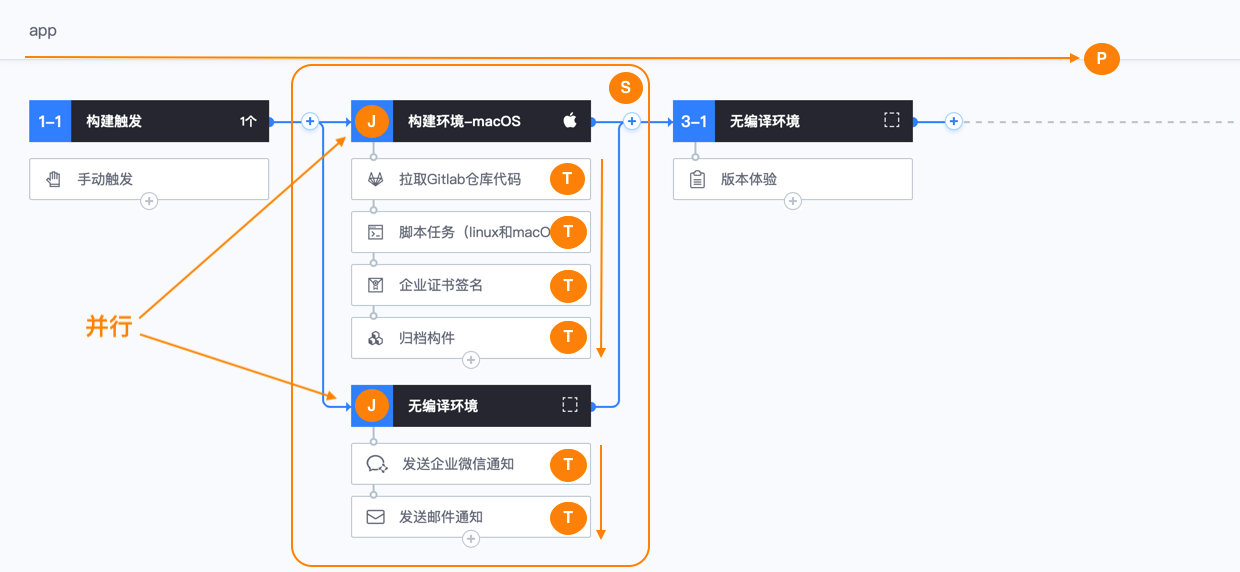 app
P
S
1-1 构建触发 1个
J 构建环境-macOS
3-1 无编译环境
手动触发
拉取Gitlab仓库代码 T
版本体验
脚本任务（linux和macO T
企业证书签名 T
并行
归档构件 T
J 无编译环境
发送企业微信通知 T
发送邮件通知 T